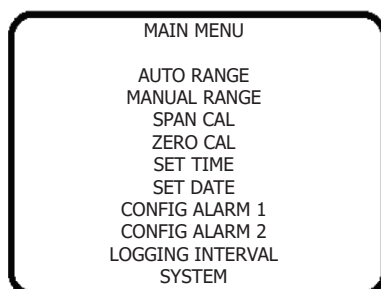 MAIN MENU
AUTO RANGE
MANUAL RANGE
SPAN CAL
ZERO CAL
SET TIME
SET DATE
CONFIG ALARM 1
CONFIG ALARM 2
LOGGING INTERVAL
SYSTEM